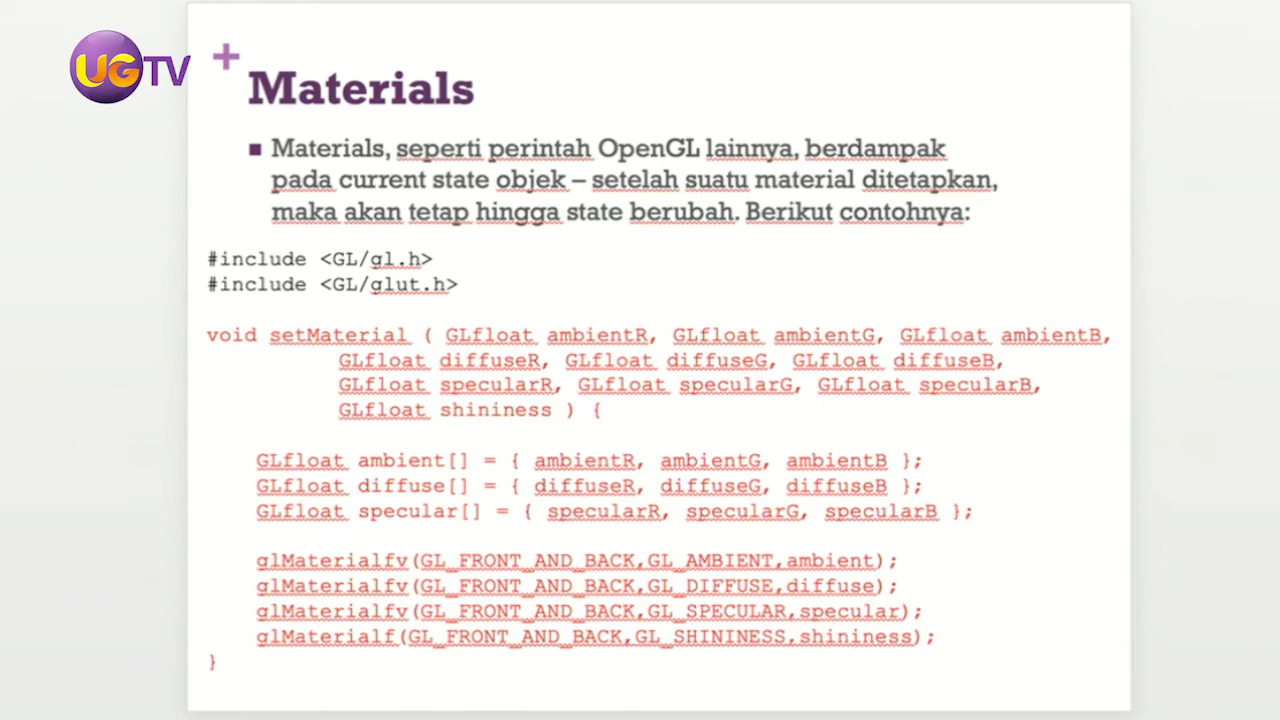 UGTV
+
Materials
Materials, seperti perintah OpenGL lainnya, berdampak
pada current state objek – setelah suatu material ditetapkan,
maka akan tetap hingga state berubah. Berikut contohnya:
#include <GL/gl.h>
#include <GL/glut.h>
void setMaterial ( GLfloat ambientR, GLfloat ambientG, GLfloat ambientB,
GLfloat diffuseR, GLfloat diffuseG, GLfloat diffuseB,
GLfloat specularR, GLfloat specularG, GLfloat specularB,
GLfloat shininess ) {
GLfloat ambient[] = { ambientR, ambientG, ambientB };
GLfloat diffuse[] = { diffuseR, diffuseG, diffuseB };
GLfloat specular[] = { specularR, specularG, specularB };
glMaterialfv(GL_FRONT_AND_BACK,GL_AMBIENT,ambient);
glMaterialfv(GL_FRONT_AND_BACK,GL_DIFFUSE,diffuse);
glMaterialfv(GL_FRONT_AND_BACK,GL_SPECULAR,specular);
glMaterialf(GL_FRONT_AND_BACK,GL_SHININESS,shininess);
}